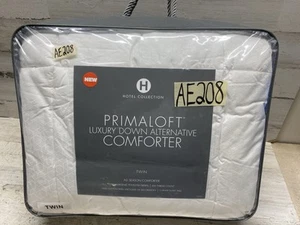 AE208
NEW
H
HOTEL COLLECTION
AE208
PRIMALOFT
LUXURY DOWN ALTERNATIVE
COMFORTER
TWIN
TWIN